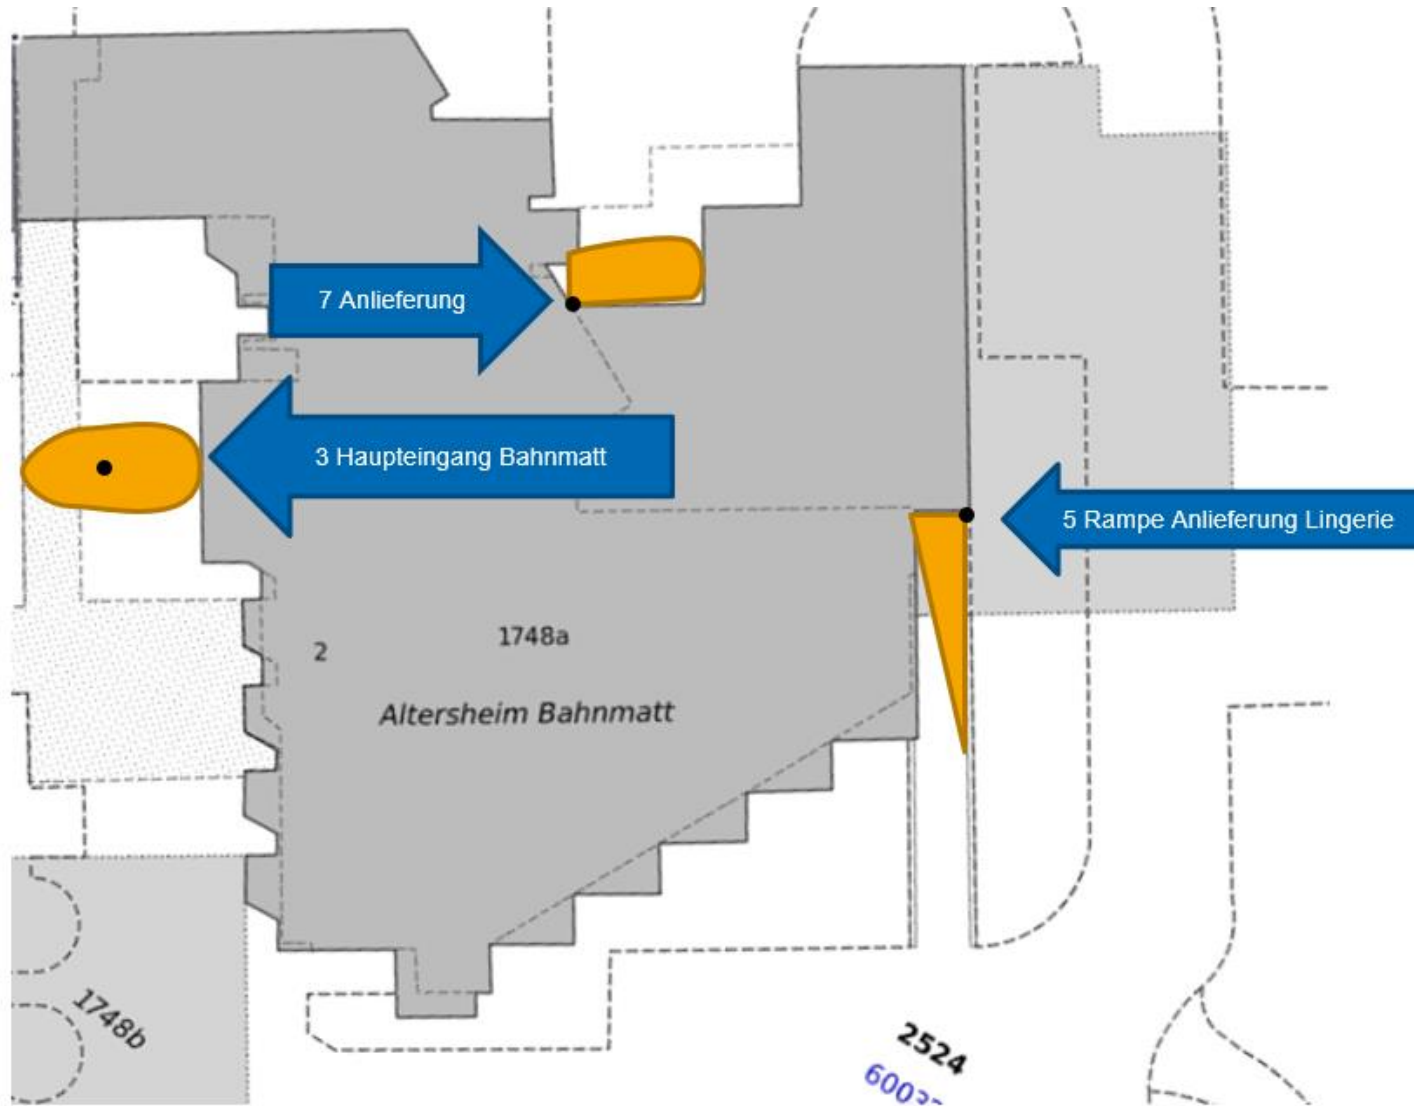 7 Anlieferung
3 Haupteingang Bahnmatt
5 Rampe Anlieferung Lingerie
2
1748a
Altersheim Bahnmatt
1748b
2524